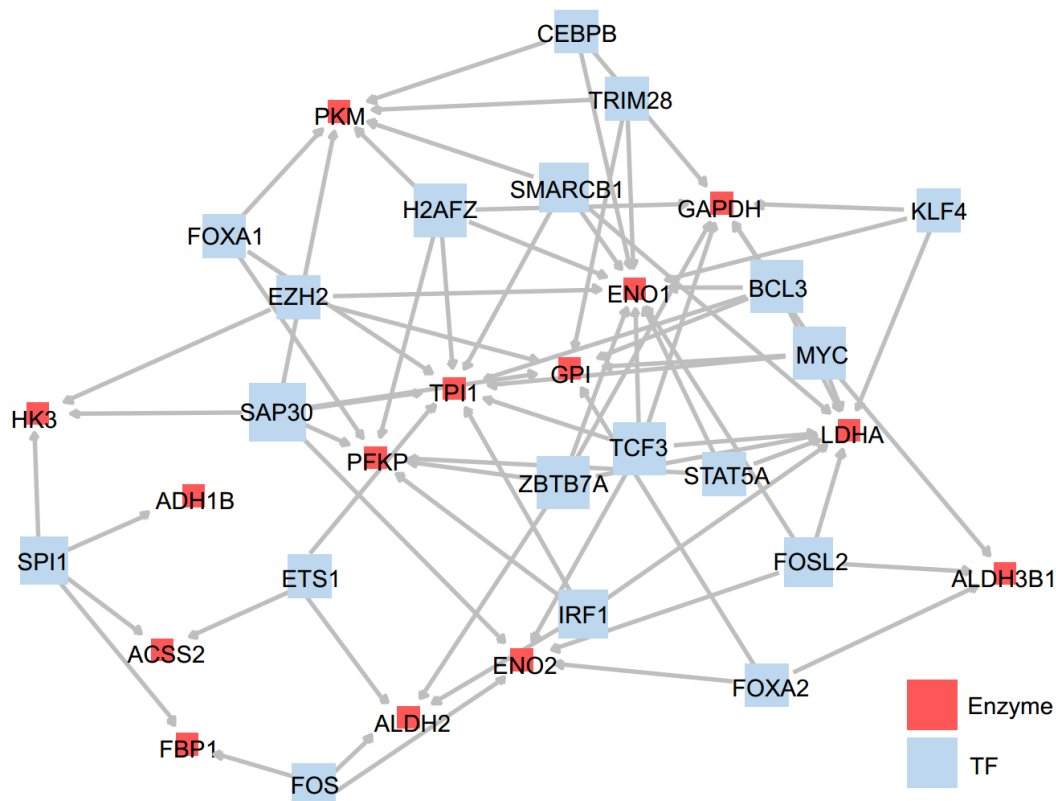 CEBPB
TRIM28
PKM
SMARCB1
H2AFZ
GAPDH
KLF4
FOXA1
EZH2
ENO1
BCL3
MYC
GPI
TPI1
HK3
SAP30
LDHA
TCF3
PFKP
ZBTB7A
STAT5A
ADH1B
SPI1
ETS1
FOSL2
ALDH3B1
IRF1
ACSS2
ENO2
FOXA2
Enzyme
ALDH2
FBP1
TF
FOS